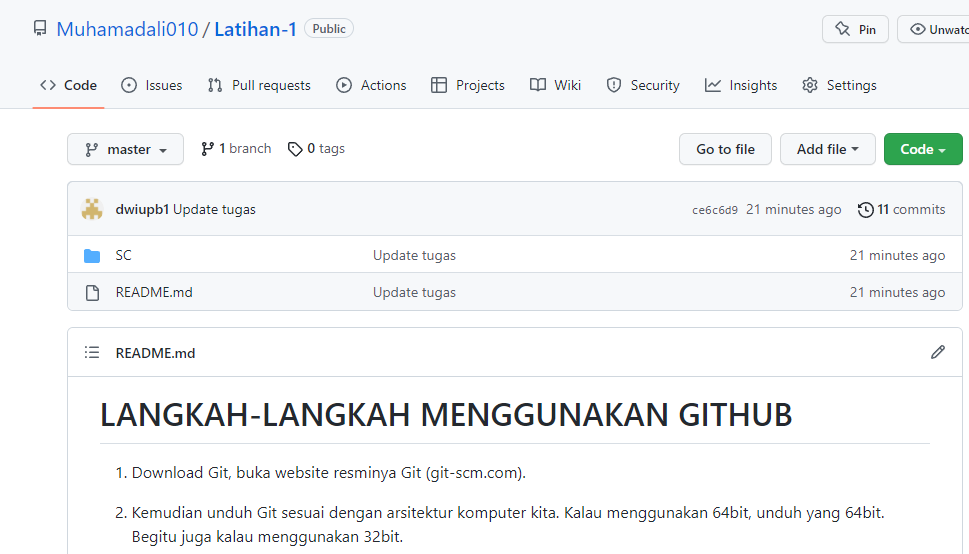 Muhamadali010 / Latihan-1 Public Pin Unwatc
Code Issues Pull requests Actions Projects Wiki Security Insights Settings
master 1 branch 0 tags Go to file Add file Code
dwiupb1 Update tugas ce6c6d9 21 minutes ago 11 commits
SC Update tugas 21 minutes ago
README.md Update tugas 21 minutes ago
README.md
LANGKAH-LANGKAH MENGGUNAKAN GITHUB
1. Download Git, buka website resminya Git (git-scm.com).
2. Kemudian unduh Git sesuai dengan arsitektur komputer kita. Kalau menggunakan 64bit, unduh yang 64bit.
Begitu juga kalau menggunakan 32bit.